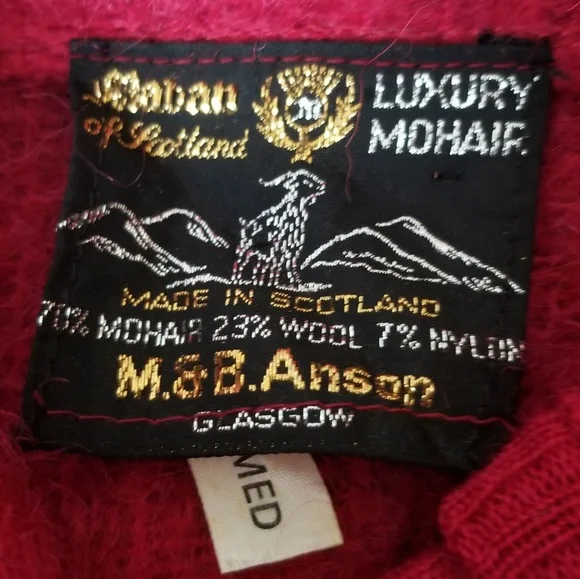 Maban of Scotland
LUXURY MOHAIR
MADE IN SCOTLAND
70% MOHAIR 23% WOOL 7% NYLON
M.&B.Anson
GLASGOW
MED